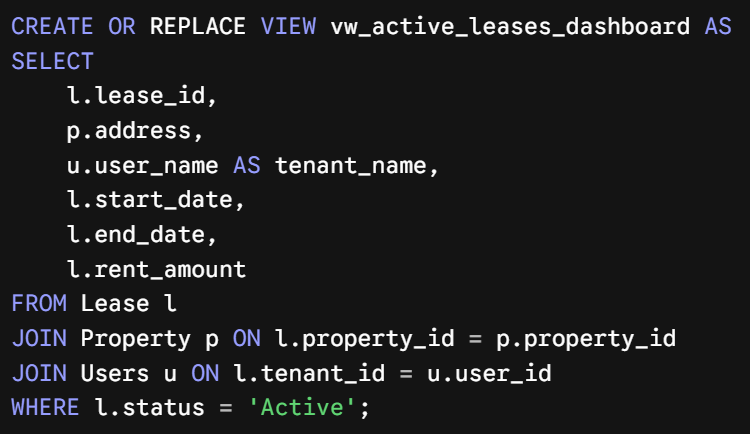 CREATE OR REPLACE VIEW vw_active_leases_dashboard AS
SELECT
    l.lease_id,
    p.address,
    u.user_name AS tenant_name,
    l.start_date,
    l.end_date,
    l.rent_amount
FROM Lease l
JOIN Property p ON l.property_id = p.property_id
JOIN Users u ON l.tenant_id = u.user_id
WHERE l.status = 'Active';